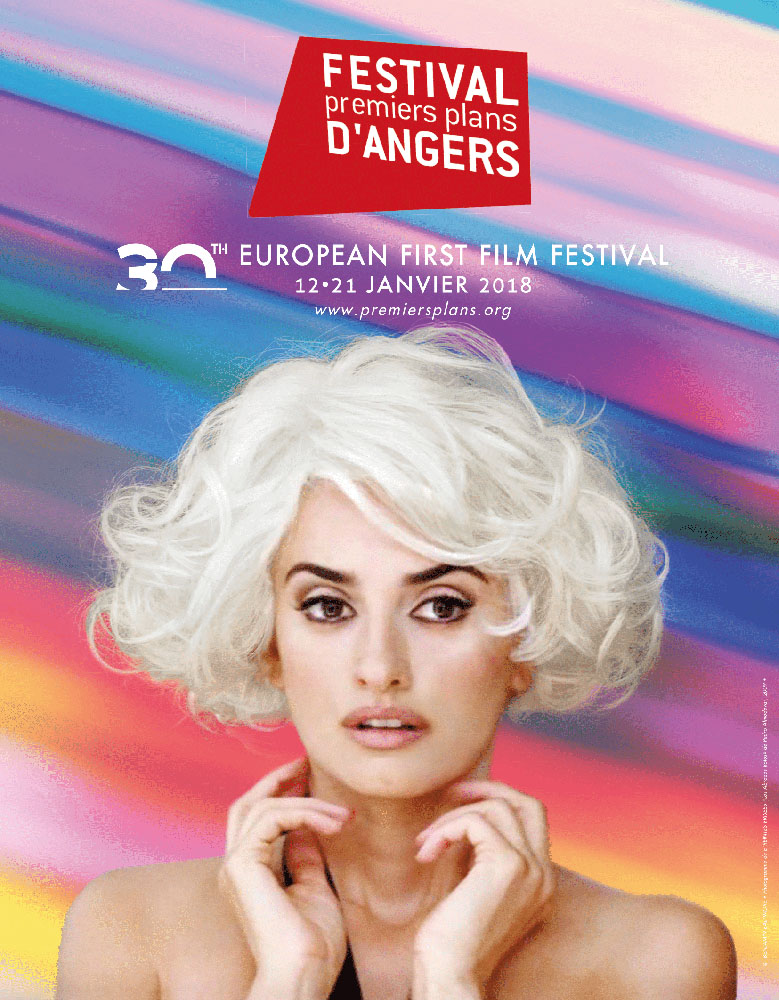 FESTIVAL
premiers plans
D'ANGERS
30TH EUROPEAN FIRST FILM FESTIVAL
12•21 JANVIER 2018
www.premiersplans.org